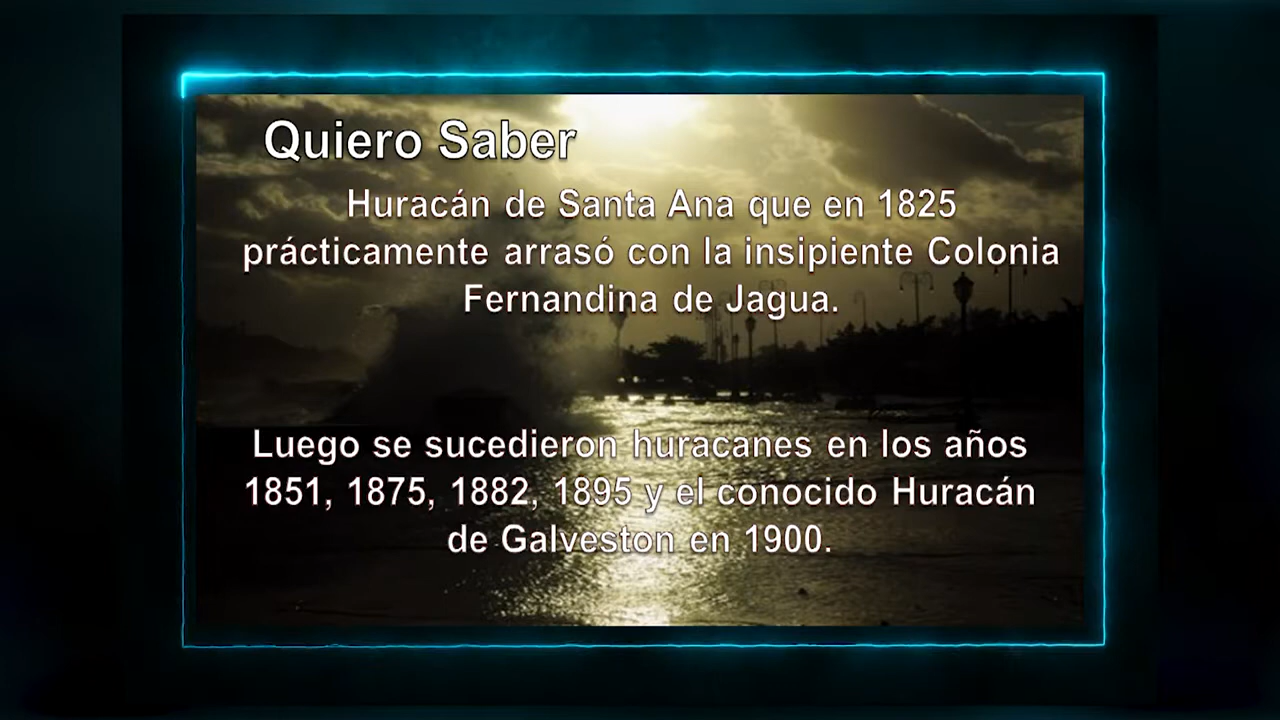 Quiero Saber
Huracán de Santa Ana que en 1825
prácticamente arrasó con la insipiente Colonia
Fernandina de Jagua.
Luego se sucedieron huracanes en los años
1851, 1875, 1882, 1895 y el conocido Huracán
de Galveston en 1900.